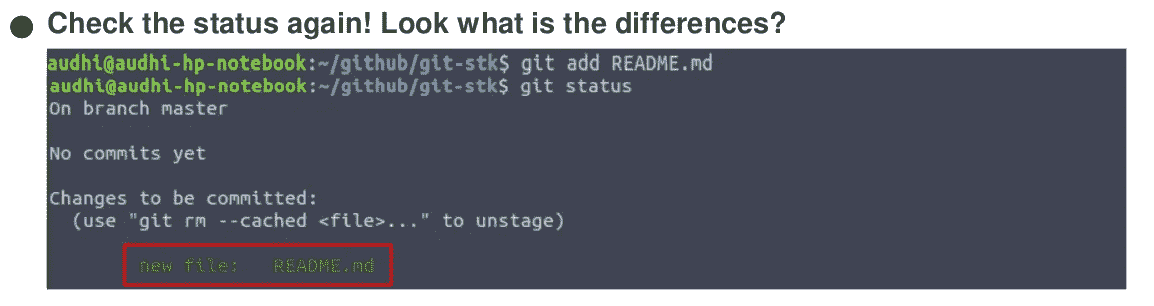 Check the status again! Look what is the differences?
audhi@audhi-hp-notebook:~/github/git-stk$ git add README.md
audhi@audhi-hp-notebook:~/github/git-stk$ git status
On branch master
No commits yet
Changes to be committed:
(use "git rm --cached <file>..." to unstage)
new file: README.md